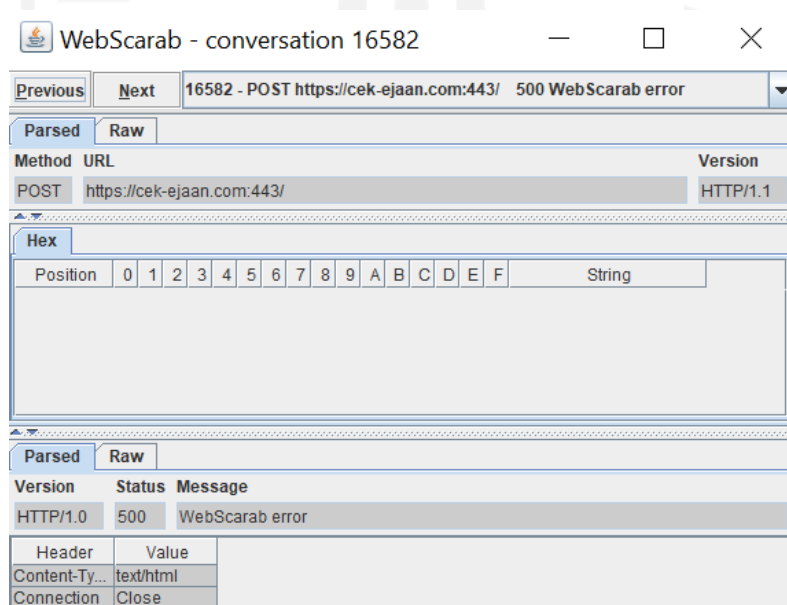 WebScarab - conversation 16582
Previous Next 16582 - POST https://cek-ejaan.com:443/ 500 WebScarab error
Parsed Raw
Method URL Version
POST https://cek-ejaan.com:443/ HTTP/1.1
Hex
Position 0 1 2 3 4 5 6 7 8 9 A B C D E F String
Parsed Raw
Version Status Message
HTTP/1.0 500 WebScarab error
Header Value
Content-Ty... text/html
Connection Close